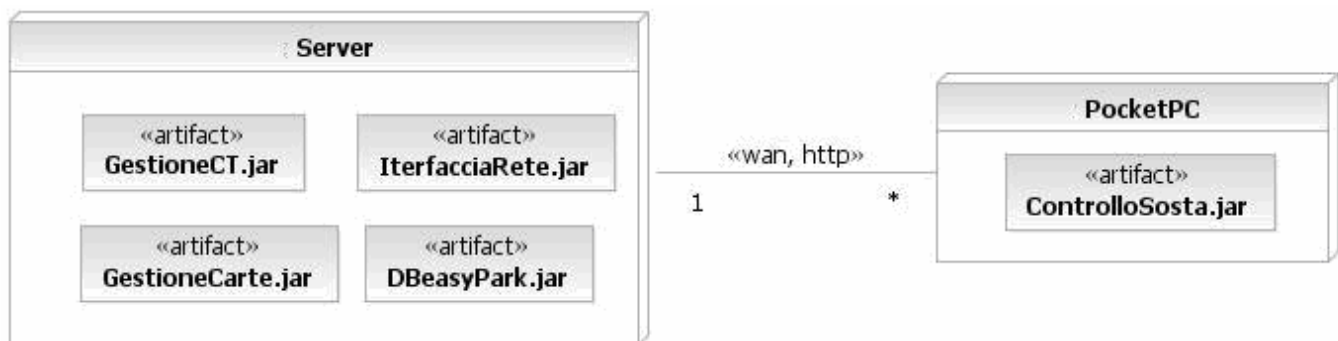 Server
«artifact»
GestioneCT.jar
«artifact»
IterfacciaRete.jar
«artifact»
GestioneCarte.jar
«artifact»
DBeasyPark.jar
«wan, http»
1
*
PocketPC
«artifact»
ControlloSosta.jar